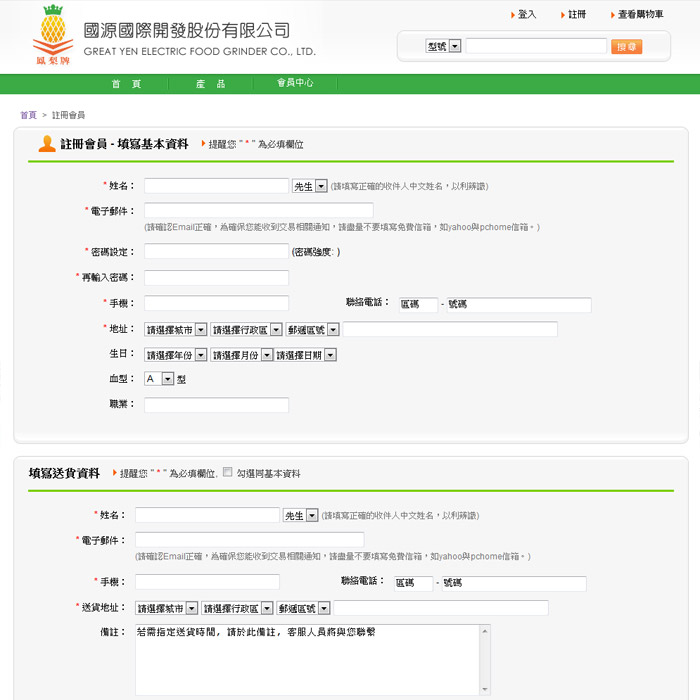 登入 註冊 查看購物車
國源國際開發股份有限公司
GREAT YEN ELECTRIC FOOD GRINDER CO., LTD.
鳳梨牌
型號 搜尋
首 頁 產 品 會員中心
首頁 > 註冊會員
註冊會員 - 填寫基本資料 提醒您 " * " 為必填欄位
* 姓名： 先生 (請填寫正確的收件人中文姓名，以利辨識)
* 電子郵件：
(請確認Email正確，為確保您能收到交易相關通知，請盡量不要填寫免費信箱，如yahoo與pchome信箱。)
* 密碼設定： (密碼強度: )
* 再輸入密碼：
* 手機： 聯絡電話： 區碼 - 號碼
* 地址： 請選擇城市 請選擇行政區 郵遞區號
生日： 請選擇年份 請選擇月份 請選擇日期
血型： A 型
職業：
填寫送貨資料 提醒您 " * " 為必填欄位. 勾選同基本資料
* 姓名： 先生 (請填寫正確的收件人中文姓名，以利辨識)
* 電子郵件：
(請確認Email正確，為確保您能收到交易相關通知，請盡量不要填寫免費信箱，如yahoo與pchome信箱。)
* 手機： 聯絡電話： 區碼 - 號碼
* 送貨地址： 請選擇城市 請選擇行政區 郵遞區號
備註： 若需指定送貨時間, 請於此備註, 客服人員將與您聯繫